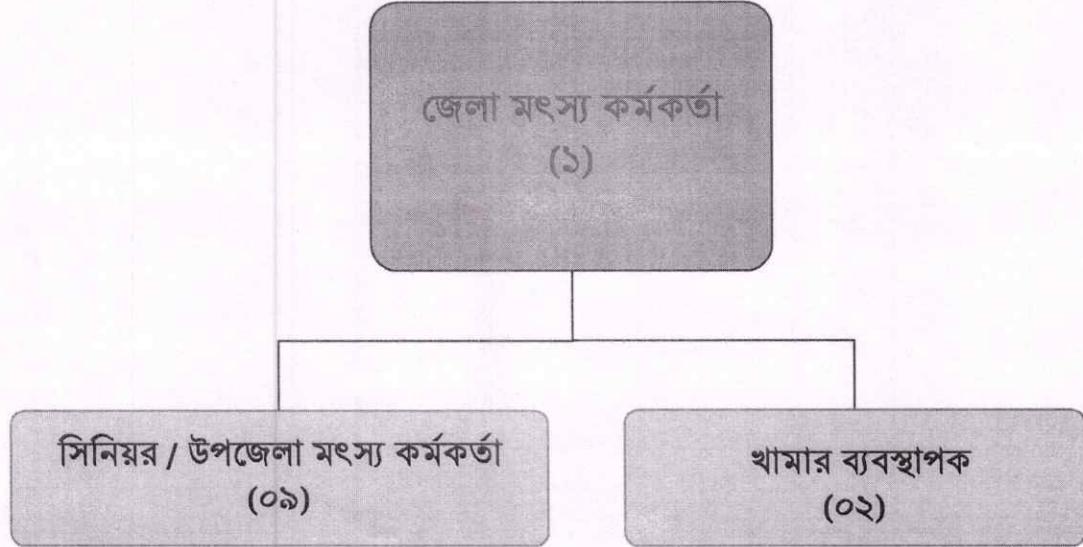 জেলা মৎস্য কর্মকর্তা
(১)
সিনিয়র / উপজেলা মৎস্য কর্মকর্তা
(০৯)
খামার ব্যবস্থাপক
(০২)